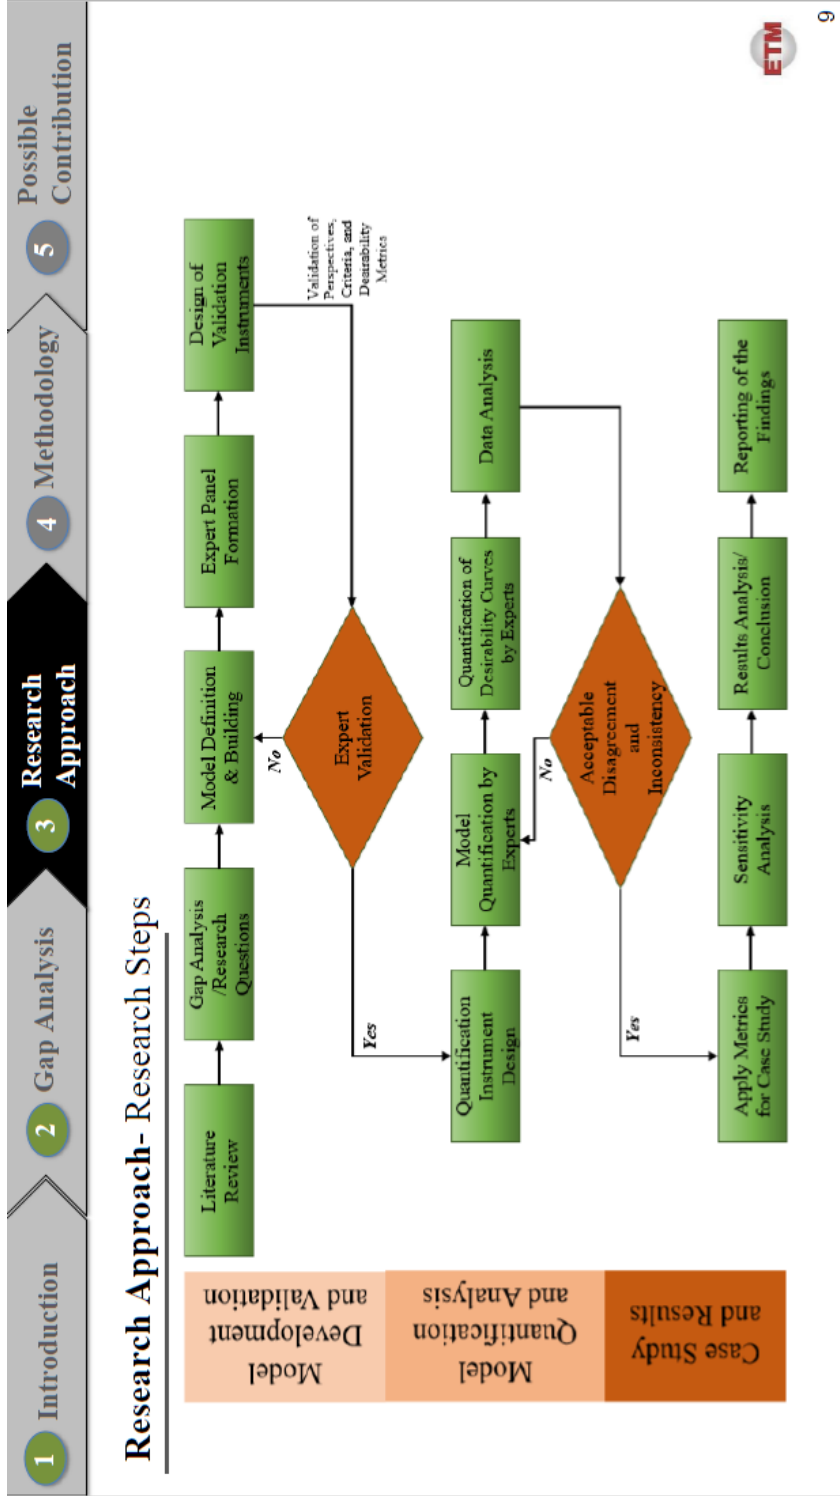 1 Introduction
2 Gap Analysis
3 Research
Approach
4 Methodology
5 Possible
Contribution
Research Approach- Research Steps
Model
Development
and Validation
Literature
Review
Gap Analysis
/Research
Questions
Model Definition
& Building
Expert Panel
Formation
Design of
Validation
Instruments
Validation of
Perspectives,
Criteria, and
Desirability
Metrics
No
Expert
Validation
Yes
Model
Quantification
and Analysis
Quantification
Instrument
Design
Model
Quantification by
Experts
Quantification of
Desirability Curves
by Experts
Data Analysis
No
Acceptable
Disagreement
and
Inconsistency
Yes
Case Study
and Results
Apply Metrics
for Case Study
Sensitivity
Analysis
Results Analysis/
Conclusion
Reporting of the
Findings
ETM
9